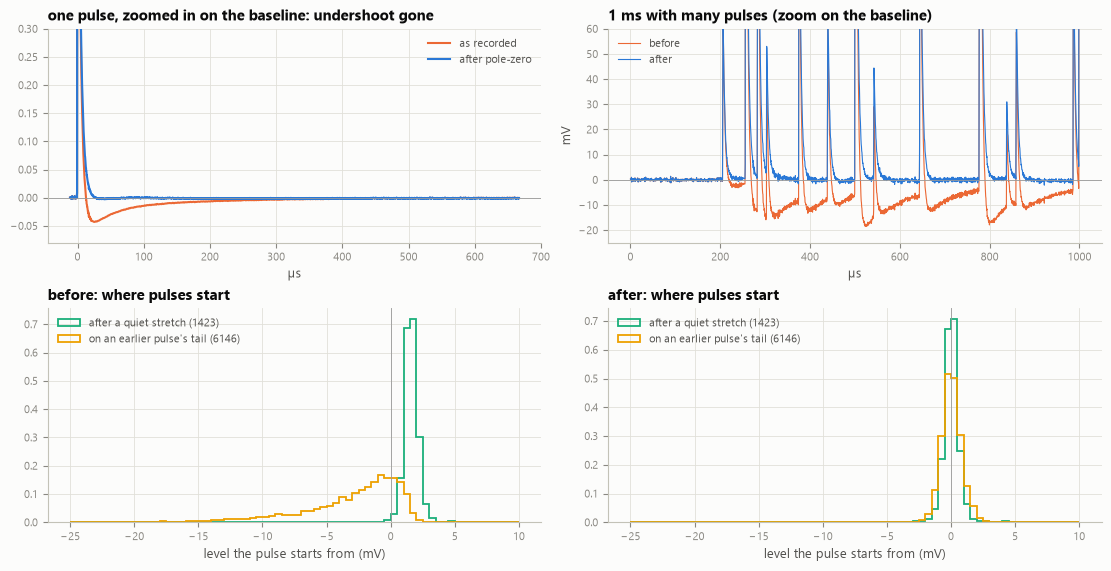 one pulse, zoomed in on the baseline: undershoot gone
0.30
0.25
0.20
0.15
0.10
0.05
0.00
−0.05
as recorded
after pole-zero
0 100 200 300 400 500 600 700
µs
1 ms with many pulses (zoom on the baseline)
mV
60
50
40
30
20
10
0
−10
−20
before
after
0 200 400 600 800 1000
µs
before: where pulses start
0.7
0.6
0.5
0.4
0.3
0.2
0.1
0.0
after a quiet stretch (1423)
on an earlier pulse's tail (6146)
−25 −20 −15 −10 −5 0 5 10
level the pulse starts from (mV)
after: where pulses start
0.7
0.6
0.5
0.4
0.3
0.2
0.1
0.0
after a quiet stretch (1423)
on an earlier pulse's tail (6146)
−25 −20 −15 −10 −5 0 5 10
level the pulse starts from (mV)